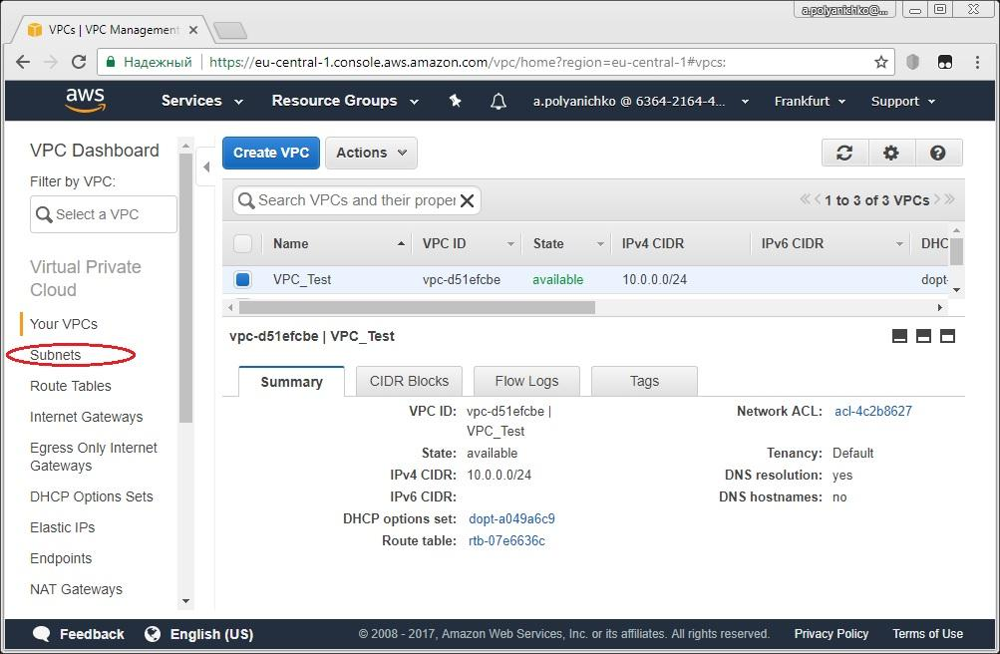 a.polyanichko@...
VPCs | VPC Management
Надежный
https://eu-central-1.console.aws.amazon.com/vpc/home?region=eu-central-1#vpcs:
aws
Services
Resource Groups
a.polyanichko @ 6364-2164-4...
Frankfurt
Support
VPC Dashboard
Filter by VPC:
Select a VPC
Virtual Private
Cloud
Your VPCs
Subnets
Route Tables
Internet Gateways
Egress Only Internet
Gateways
DHCP Options Sets
Elastic IPs
Endpoints
NAT Gateways
Create VPC
Actions
Search VPCs and their proper
1 to 3 of 3 VPCs
Name VPC ID State IPv4 CIDR IPv6 CIDR DHC
VPC_Test vpc-d51efcbe available 10.0.0.0/24 dopt-
vpc-d51efcbe | VPC_Test
Summary CIDR Blocks Flow Logs Tags
VPC ID: vpc-d51efcbe |
VPC_Test
State: available
IPv4 CIDR: 10.0.0.0/24
IPv6 CIDR:
DHCP options set: dopt-a049a6c9
Route table: rtb-07e6636c
Network ACL: acl-4c2b8627
Tenancy: Default
DNS resolution: yes
DNS hostnames: no
Feedback
English (US)
© 2008 - 2017, Amazon Web Services, Inc. or its affiliates. All rights reserved.
Privacy Policy
Terms of Use